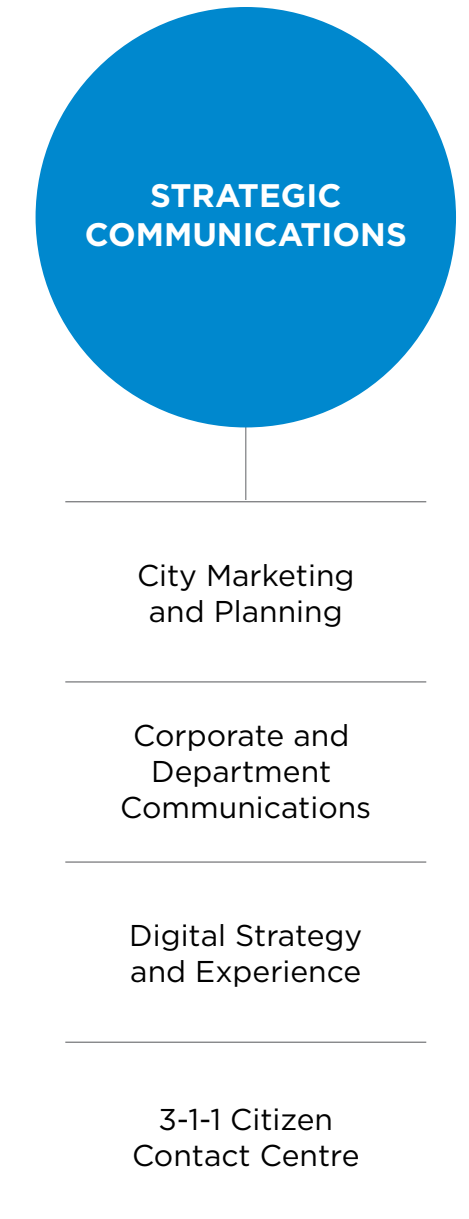 STRATEGIC
COMMUNICATIONS
City Marketing
and Planning
Corporate and
Department
Communications
Digital Strategy
and Experience
3-1-1 Citizen
Contact Centre